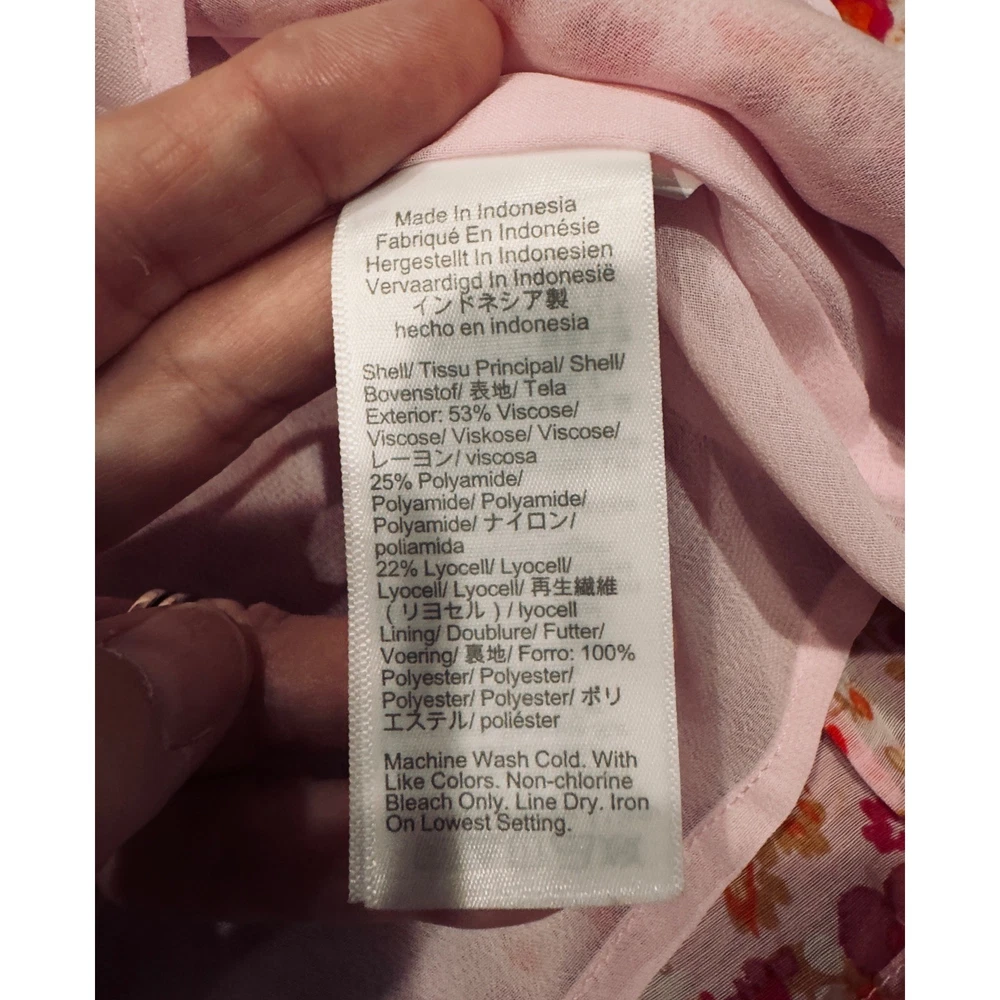 Made In Indonesia
Fabriqué En Indonésie
Hergestellt In Indonesien
Vervaardigd In Indonesië
インドネシア製
hecho en indonesia
Shell/ Tissu Principal/ Shell/
Bovenstof/ 表地/ Tela
Exterior: 53% Viscose/
Viscose/ Viskose/ Viscose/
レーヨン/ viscosa
25% Polyamide/
Polyamide/ Polyamide/
Polyamide/ ナイロン/
poliamida
22% Lyocell/ Lyocell/
Lyocell/ Lyocell/ 再生繊維
(リヨセル) / lyocell
Lining/ Doublure/ Futter/
Voering/ 裏地/ Forro: 100%
Polyester/ Polyester/
Polyester/ Polyester/ ポリ
エステル/ poliéster
Machine Wash Cold. With
Like Colors. Non-chlorine
Bleach Only. Line Dry. Iron
On Lowest Setting.